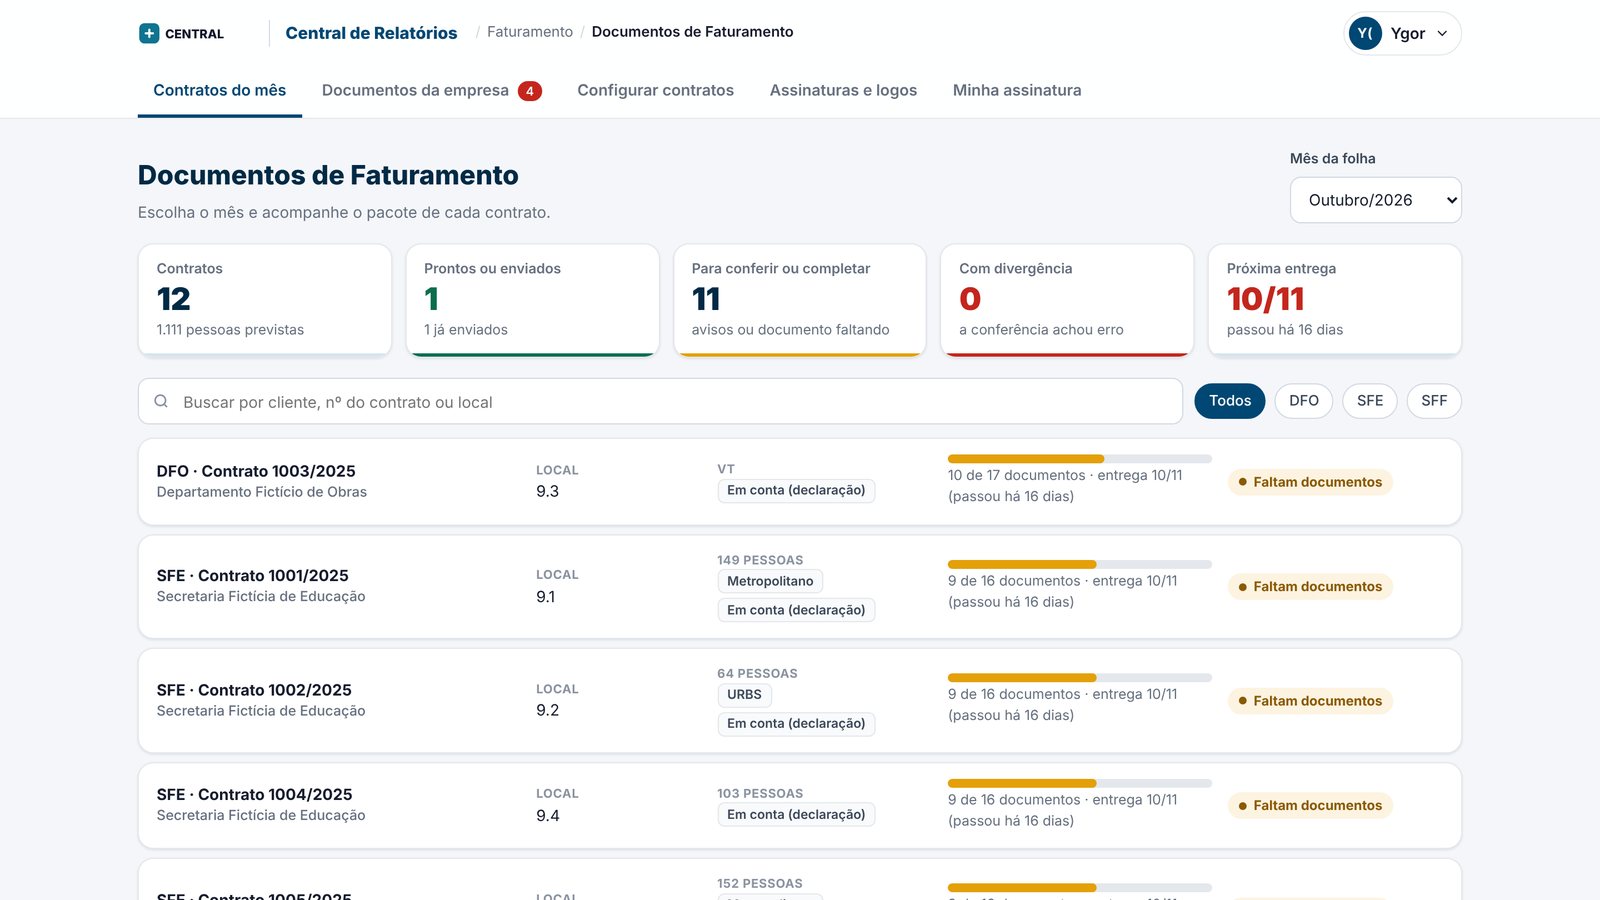 CENTRAL
Central de Relatórios / Faturamento / Documentos de Faturamento
Y( Ygor
Contratos do mês
Documentos da empresa 4
Configurar contratos
Assinaturas e logos
Minha assinatura
Documentos de Faturamento
Escolha o mês e acompanhe o pacote de cada contrato.
Mês da folha
Outubro/2026
Contratos
12
1.111 pessoas previstas
Prontos ou enviados
1
1 já enviados
Para conferir ou completar
11
avisos ou documento faltando
Com divergência
0
a conferência achou erro
Próxima entrega
10/11
passou há 16 dias
Buscar por cliente, nº do contrato ou local
Todos
DFO
SFE
SFF
DFO · Contrato 1003/2025
Departamento Fictício de Obras
LOCAL
9.3
VT
Em conta (declaração)
10 de 17 documentos · entrega 10/11
(passou há 16 dias)
Faltam documentos
SFE · Contrato 1001/2025
Secretaria Fictícia de Educação
LOCAL
9.1
149 PESSOAS
Metropolitano
Em conta (declaração)
9 de 16 documentos · entrega 10/11
(passou há 16 dias)
Faltam documentos
SFE · Contrato 1002/2025
Secretaria Fictícia de Educação
LOCAL
9.2
64 PESSOAS
URBS
Em conta (declaração)
9 de 16 documentos · entrega 10/11
(passou há 16 dias)
Faltam documentos
SFE · Contrato 1004/2025
Secretaria Fictícia de Educação
LOCAL
9.4
103 PESSOAS
Em conta (declaração)
9 de 16 documentos · entrega 10/11
(passou há 16 dias)
Faltam documentos
SFE · Contrato 1005/2025
LOCAL
152 PESSOAS